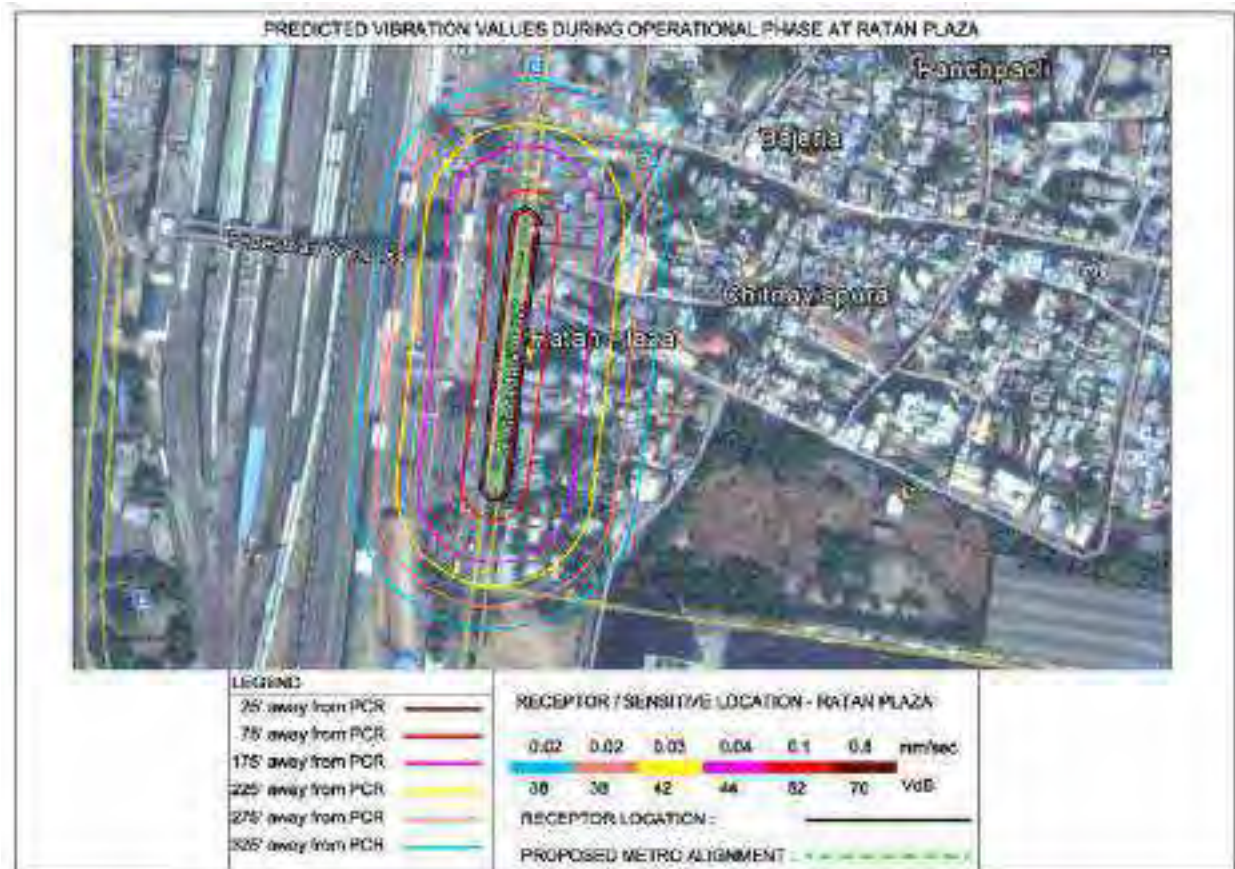 PREDICTED VIBRATION VALUES DURING OPERATIONAL PHASE AT RATAN PLAZA
Panchpaoli
Bajeria
Chitnavispura
Ratan Plaza
LEGEND
25' away from PCR
75' away from PCR
175' away from PCR
225' away from PCR
275' away from PCR
325' away from PCR
RECEPTOR / SENSITIVE LOCATION - RATAN PLAZA
0.02 0.02 0.03 0.04 0.1 0.8 mm/sec
38 38 42 44 52 70 VdB
RECEPTOR LOCATION :
PROPOSED METRO ALIGNMENT :